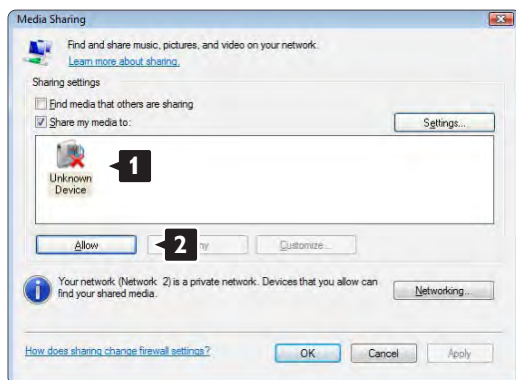 Media Sharing
Find and share music, pictures, and video on your network.
Learn more about sharing.
Sharing settings
Find media that others are sharing
Share my media to:
Settings...
1
Unknown
Device
Allow
2
Customize...
Your network (Network 2) is a private network. Devices that you allow can
find your shared media.
Networking...
How does sharing change firewall settings?
OK
Cancel
Apply